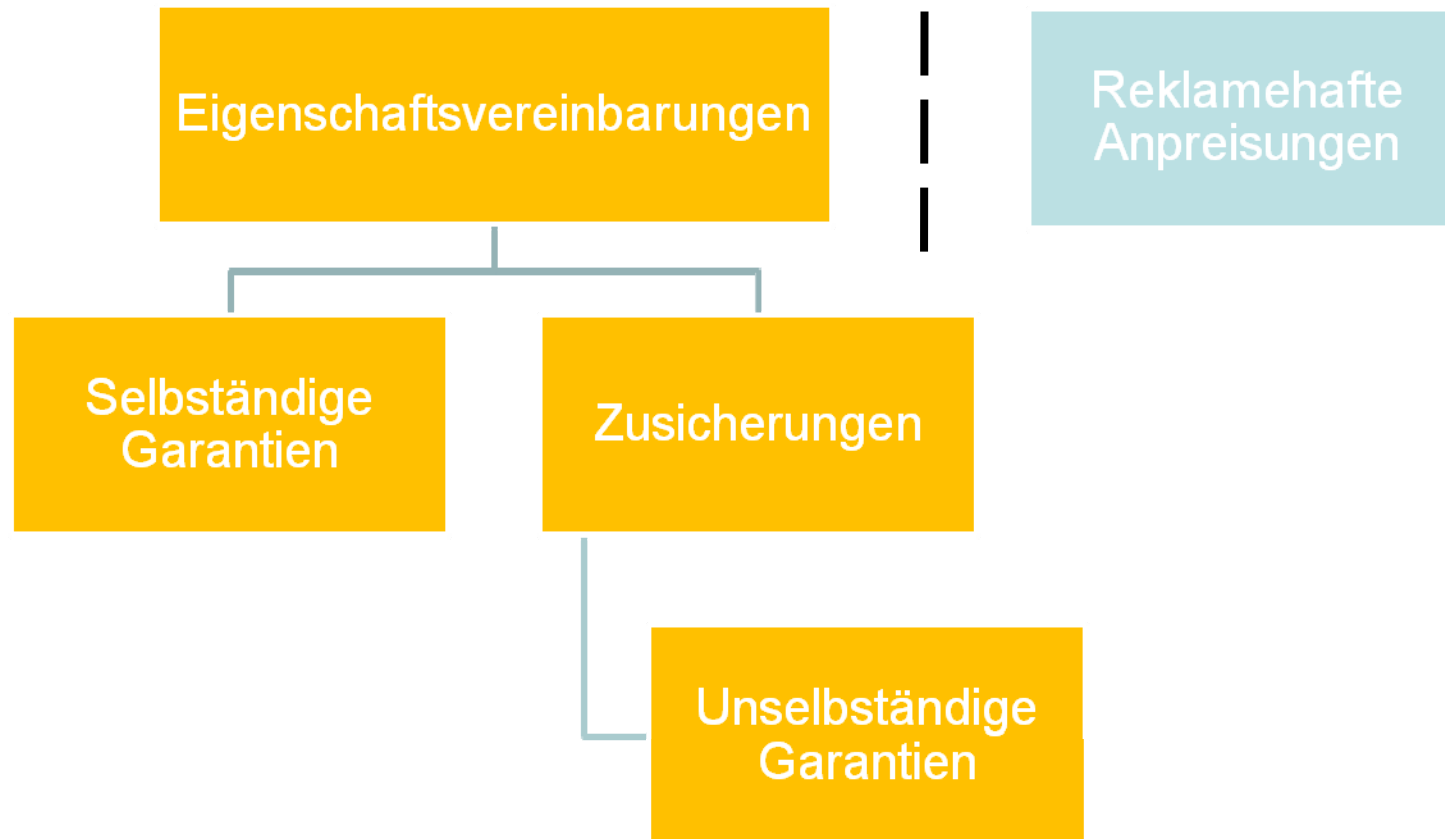 Eigenschaftsvereinbarungen
Reklamehafte
Anpreisungen
Selbständige
Garantien
Zusicherungen
Unselbständige
Garantien